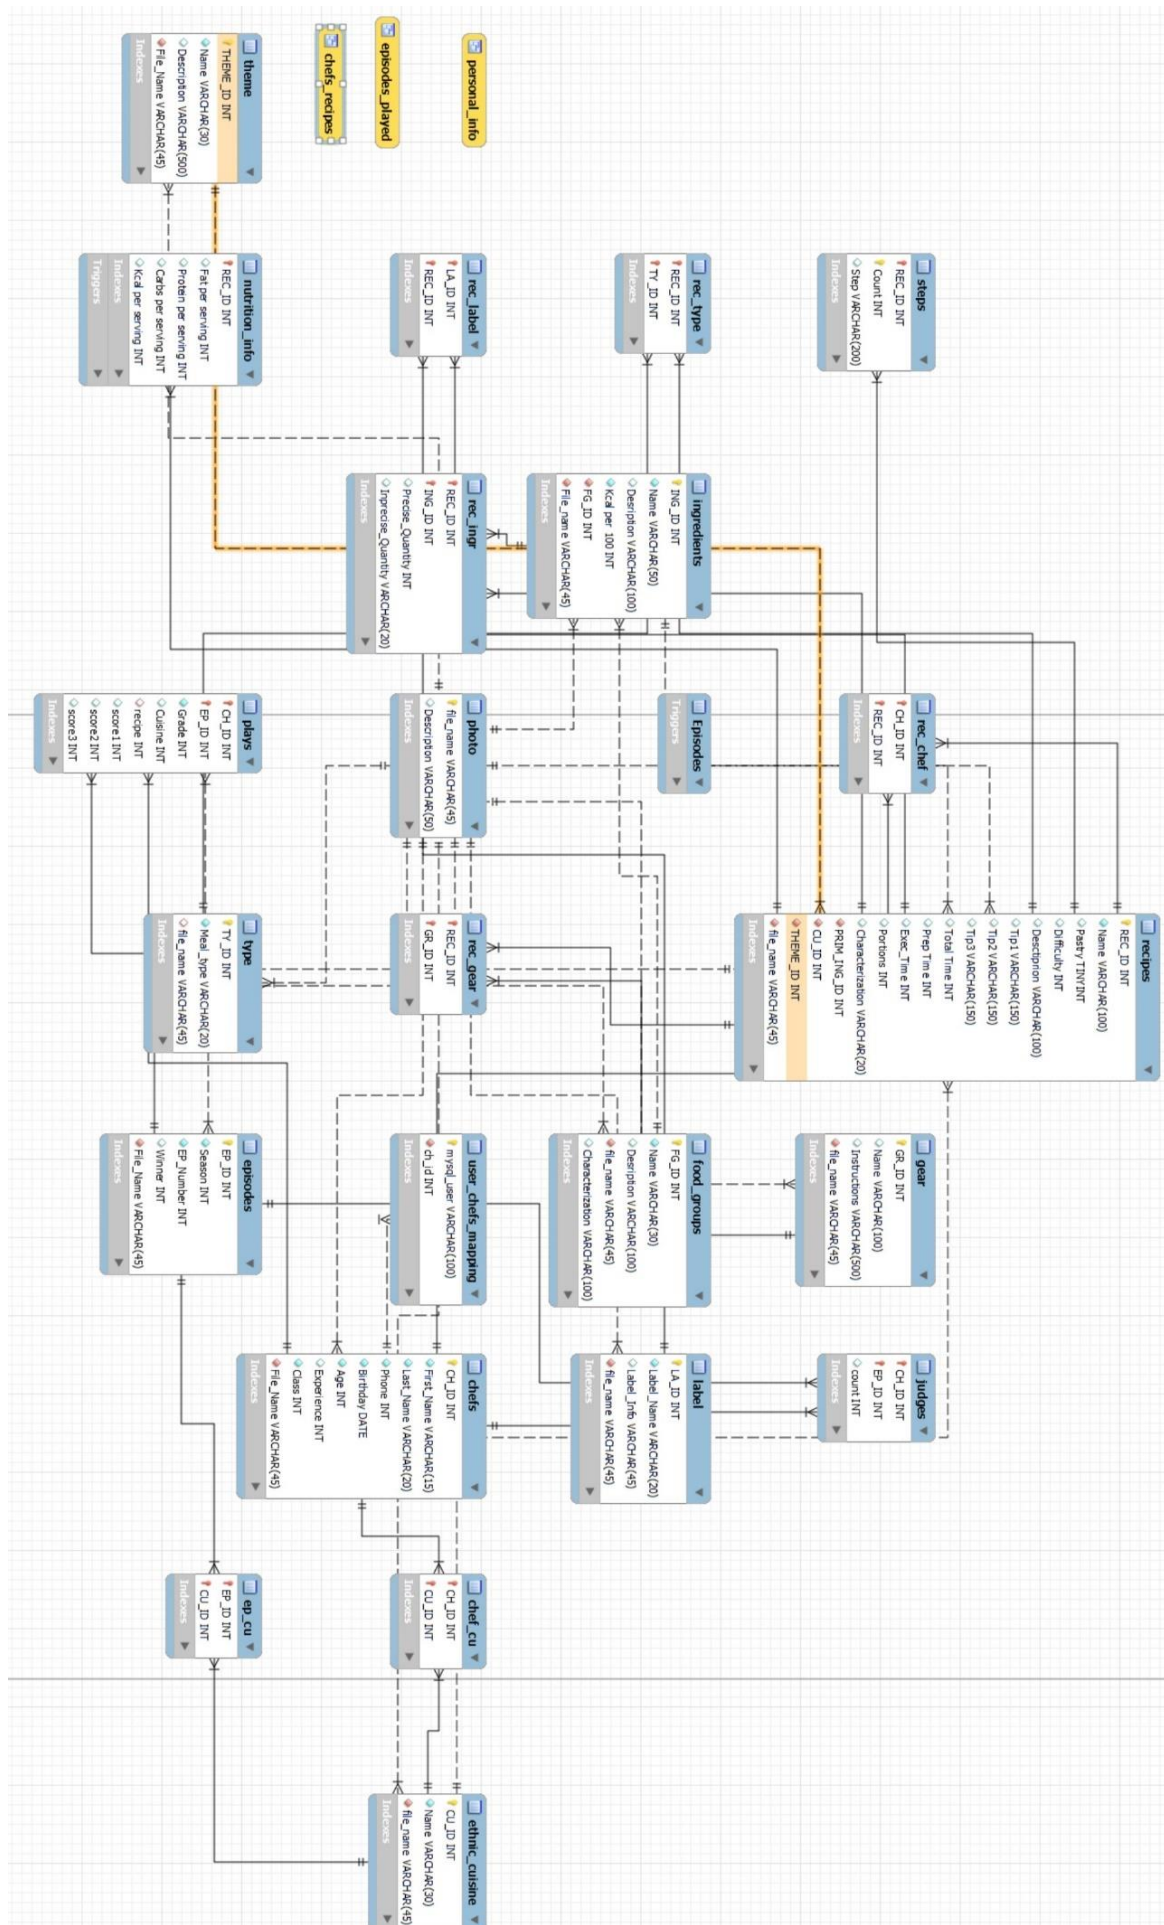 personal_info
episodes_played
chefs_recipes
theme
THEME_ID INT
Name VARCHAR(30)
Description VARCHAR(500)
File_Name VARCHAR(45)
Indexes
steps
REC_ID INT
Count INT
Step VARCHAR(200)
Indexes
rec_type
REC_ID INT
TY_ID INT
Indexes
rec_label
LA_ID INT
REC_ID INT
Indexes
nutrition_info
REC_ID INT
Fat per serving INT
Protein per serving INT
Carbs per serving INT
Kcal per serving INT
Indexes
Triggers
ingredients
ING_ID INT
Name VARCHAR(50)
Desription VARCHAR(100)
Kcal per 100 INT
FG_ID INT
File_name VARCHAR(45)
Indexes
rec_ingr
REC_ID INT
ING_ID INT
Precise_Quantity INT
Inprecise_Quantity VARCHAR(20)
Indexes
rec_chef
CH_ID INT
REC_ID INT
Indexes
Episodes
Triggers
photo
file_name VARCHAR(45)
Description VARCHAR(50)
Indexes
plays
CH_ID INT
EP_ID INT
Grade INT
Cuisine INT
recipe INT
score1 INT
score2 INT
score3 INT
Indexes
recipes
REC_ID INT
Name VARCHAR(100)
Pastry TINYINT
Difficulty INT
Desctiprion VARCHAR(100)
Tip1 VARCHAR(150)
Tip2 VARCHAR(150)
Tip3 VARCHAR(150)
Total Time INT
Prep Time INT
Exec_Time INT
Portions INT
Characterization VARCHAR(20)
PRIM_ING_ID INT
CU_ID INT
THEME_ID INT
file_name VARCHAR(45)
Indexes
rec_gear
REC_ID INT
GR_ID INT
Indexes
type
TY_ID INT
Meal_type VARCHAR(20)
file_name VARCHAR(45)
Indexes
gear
GR_ID INT
Name VARCHAR(100)
Instructions VARCHAR(500)
file_name VARCHAR(45)
Indexes
food_groups
FG_ID INT
Name VARCHAR(30)
Desription VARCHAR(100)
file_name VARCHAR(45)
Characterization VARCHAR(100)
Indexes
user_chefs_mapping
mysql_user VARCHAR(100)
ch_id INT
Indexes
episodes
EP_ID INT
Season INT
EP_Number INT
Winner INT
File_Name VARCHAR(45)
Indexes
judges
CH_ID INT
EP_ID INT
count INT
Indexes
label
LA_ID INT
Label_Name VARCHAR(20)
Label_Info VARCHAR(45)
file_name VARCHAR(45)
Indexes
chefs
CH_ID INT
First_Name VARCHAR(15)
Last_Name VARCHAR(20)
Phone INT
Birthday DATE
Age INT
Experience INT
Class INT
File_Name VARCHAR(45)
Indexes
chef_cu
CH_ID INT
CU_ID INT
Indexes
ep_cu
EP_ID INT
CU_ID INT
Indexes
ethnic_cuisine
CU_ID INT
Name VARCHAR(30)
file_name VARCHAR(45)
Indexes